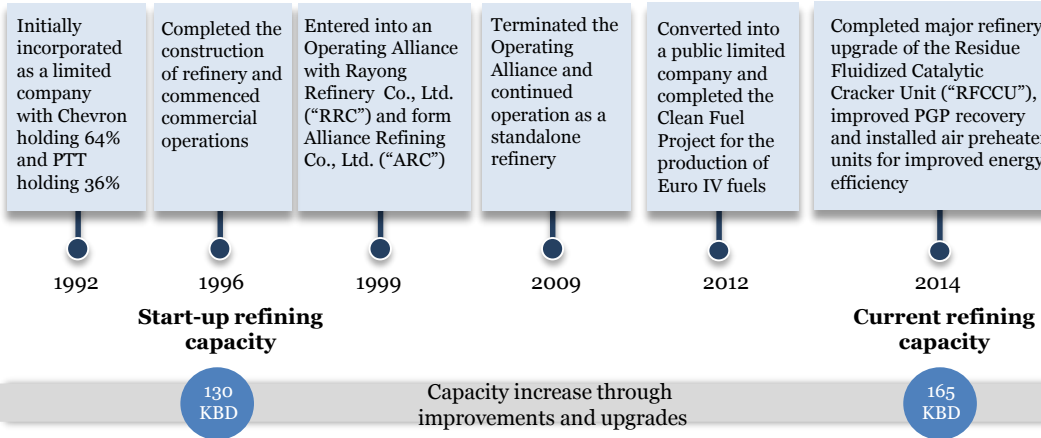 Initially
incorporated
as a limited
company
with Chevron
holding 64%
and PTT
holding 36%
Completed the
construction
of refinery and
commenced
commercial
operations
Entered into an
Operating Alliance
with Rayong
Refinery Co., Ltd.
(“RRC”) and form
Alliance Refining
Co., Ltd. (“ARC”)
Terminated the
Operating
Alliance and
continued
operation as a
standalone
refinery
Converted into
a public limited
company and
completed the
Clean Fuel
Project for the
production of
Euro IV fuels
Completed major refinery
upgrade of the Residue
Fluidized Catalytic
Cracker Unit (“RFCCU”),
improved PGP recovery
and installed air preheater
units for improved energy
efficiency
1992
1996
1999
2009
2012
2014
Start-up refining
capacity
Current refining
capacity
130
KBD
Capacity increase through
improvements and upgrades
165
KBD